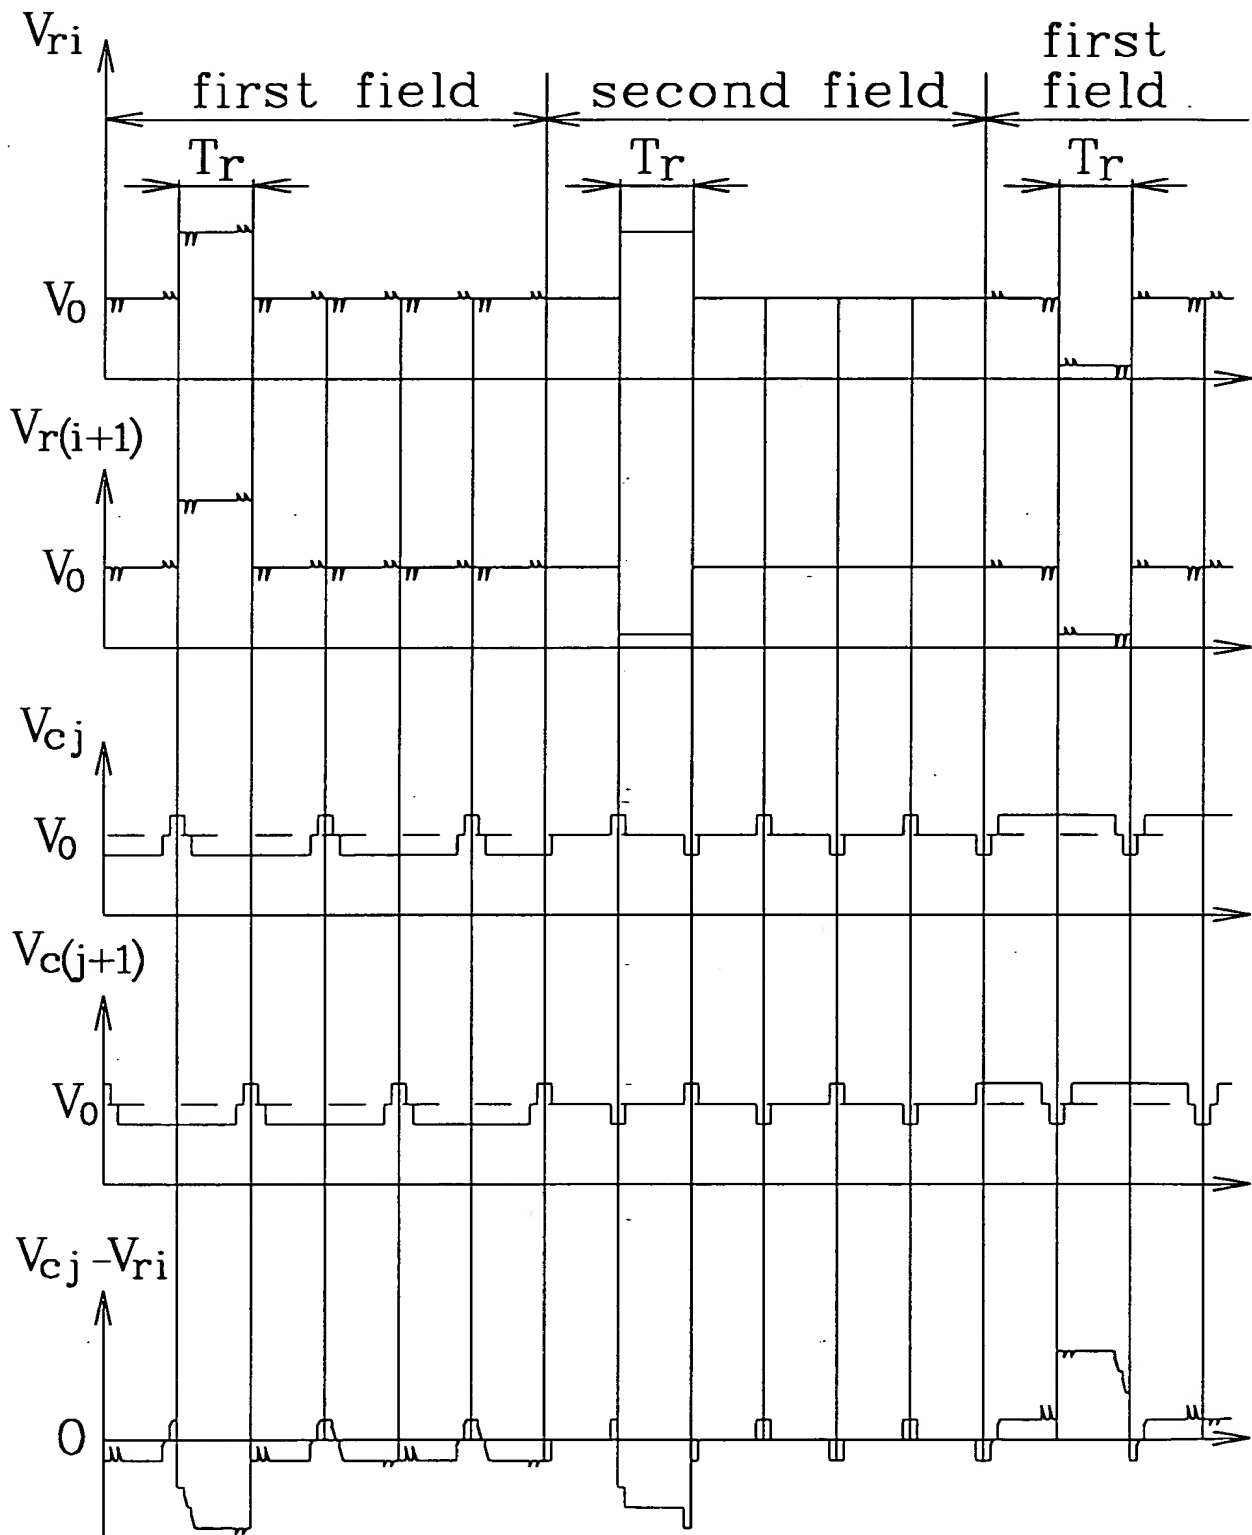 Vri
first field
second field
first
field
Tr
Tr
Tr
V0
Vr(i+1)
V0
Vcj
V0
Vc(j+1)
V0
Vcj-Vri
0